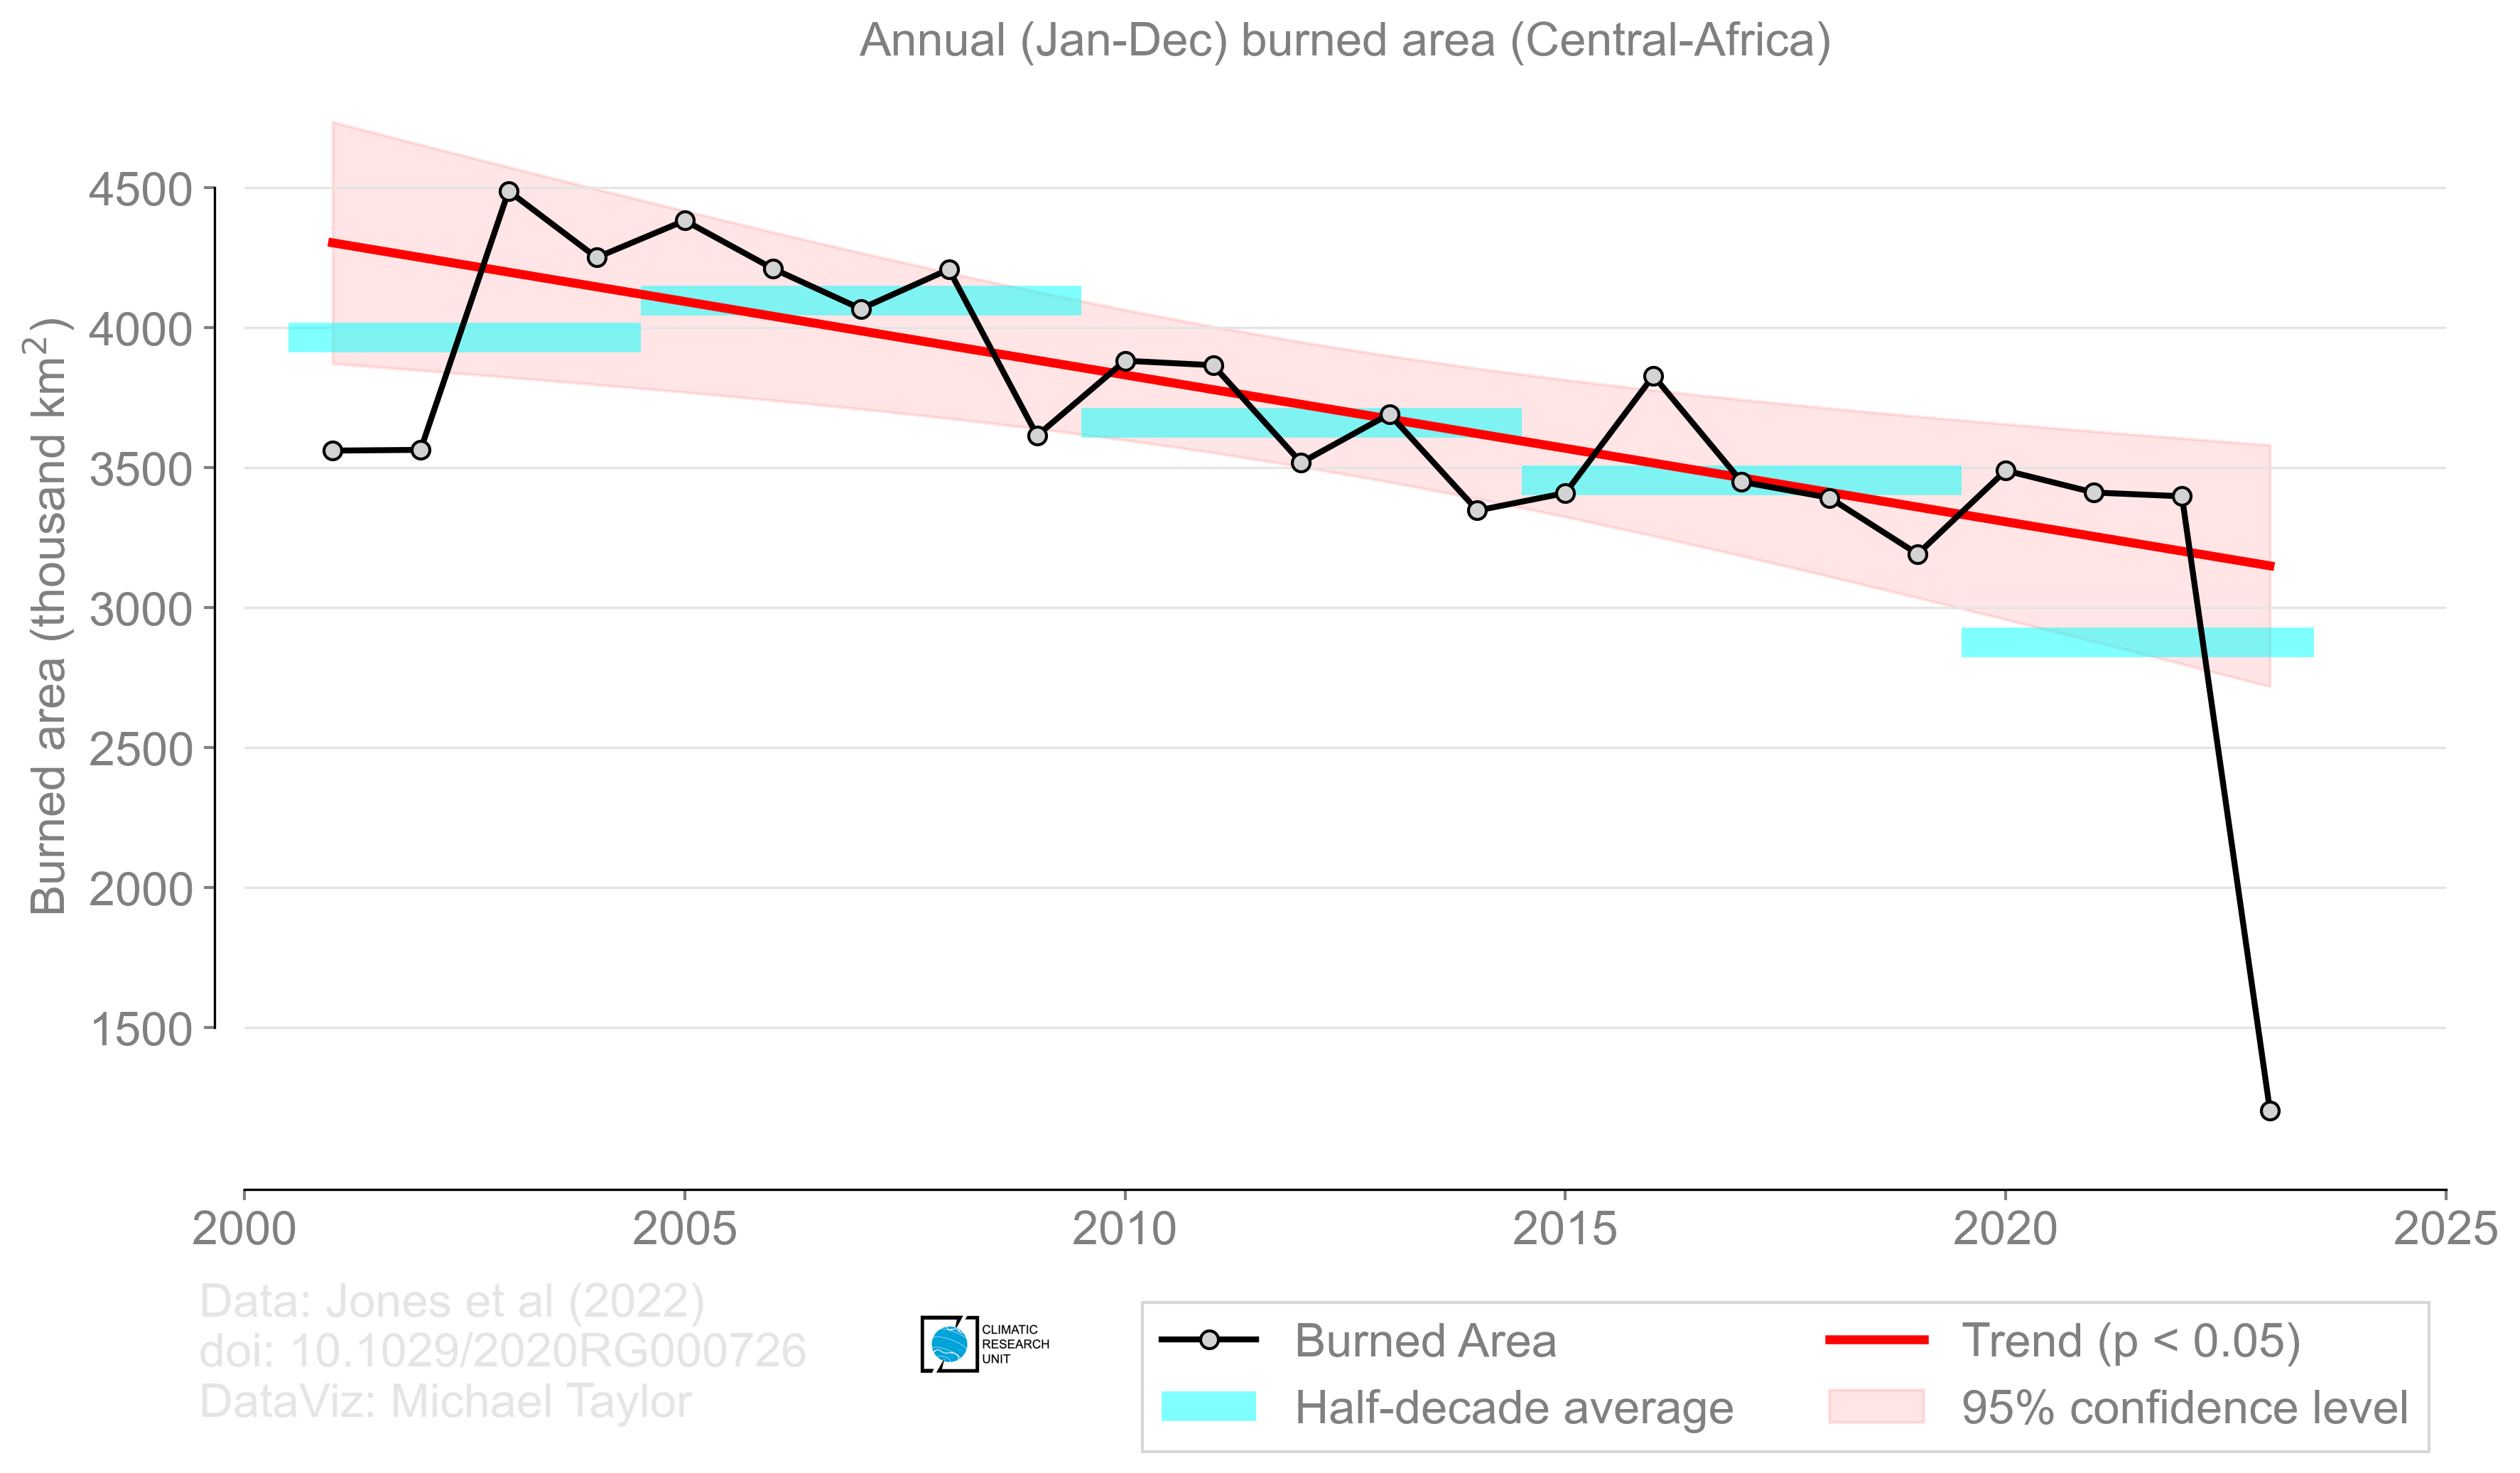 Annual (Jan-Dec) burned area (Central-Africa)
Burned area (thousand km²)
4500
4000
3500
3000
2500
2000
1500
2000 2005 2010 2015 2020 2025
Data: Jones et al (2022)
doi: 10.1029/2020RG000726
DataViz: Michael Taylor
CLIMATIC
RESEARCH
UNIT
Burned Area
Half-decade average
Trend (p < 0.05)
95% confidence level